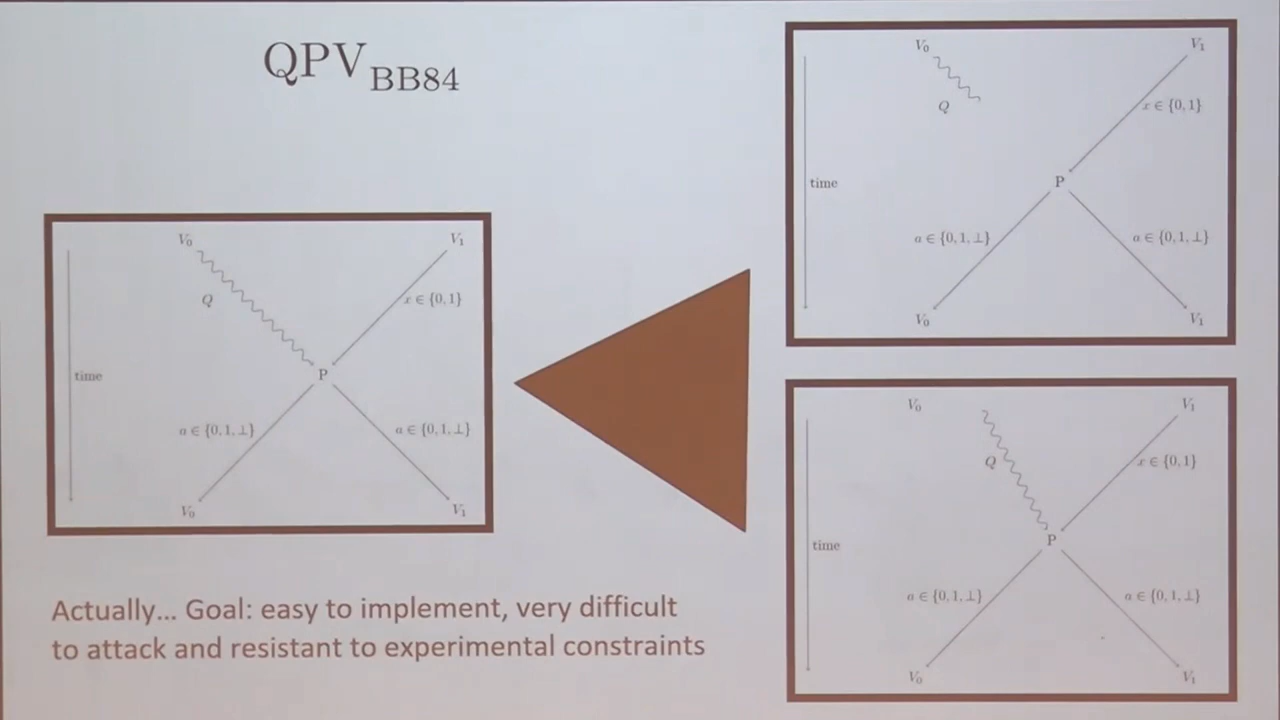 QPV_BB84
V₀
V₁
Q
x ∈ {0, 1}
time
P
a ∈ {0, 1, ⊥}
a ∈ {0, 1, ⊥}
V₀
V₁
V₀
V₁
Q
x ∈ {0, 1}
time
P
a ∈ {0, 1, ⊥}
a ∈ {0, 1, ⊥}
V₀
V₁
V₀
V₁
Q
x ∈ {0, 1}
time
P
a ∈ {0, 1, ⊥}
a ∈ {0, 1, ⊥}
V₀
V₁
Actually... Goal: easy to implement, very difficult
to attack and resistant to experimental constraints